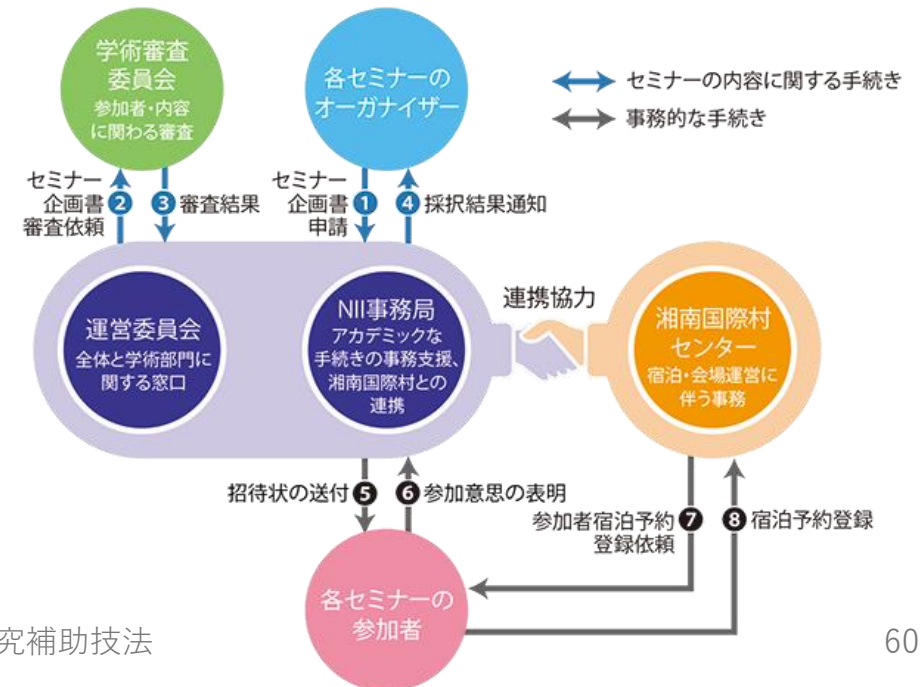 学術審査
委員会
参加者・内容
に関わる審査
各セミナーの
オーガナイザー
セミナーの内容に関する手続き
事務的な手続き
セミナー
企画書
審査依頼
2
3 審査結果
セミナー
企画書
申請
1
4 採択結果通知
運営委員会
全体と学術部門に
関する窓口
NII事務局
アカデミックな
手続きの事務支援、
湘南国際村との
連携
連携協力
湘南国際村
センター
宿泊・会場運営に
伴う事務
招待状の送付 5
6 参加意思の表明
参加者宿泊予約
登録依頼
7
8 宿泊予約登録
各セミナーの
参加者
究補助技法
60